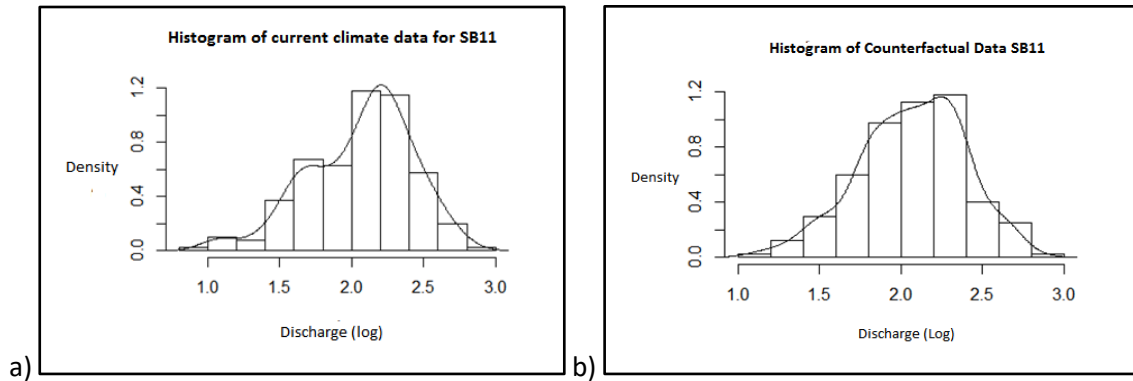 Histogram of current climate data for SB11
Density
0.0 0.4 0.8 1.2
1.0 1.5 2.0 2.5 3.0
Discharge (log)
a)
Histogram of Counterfactual Data SB11
Density
0.0 0.4 0.8 1.2
1.0 1.5 2.0 2.5 3.0
Discharge (Log)
b)